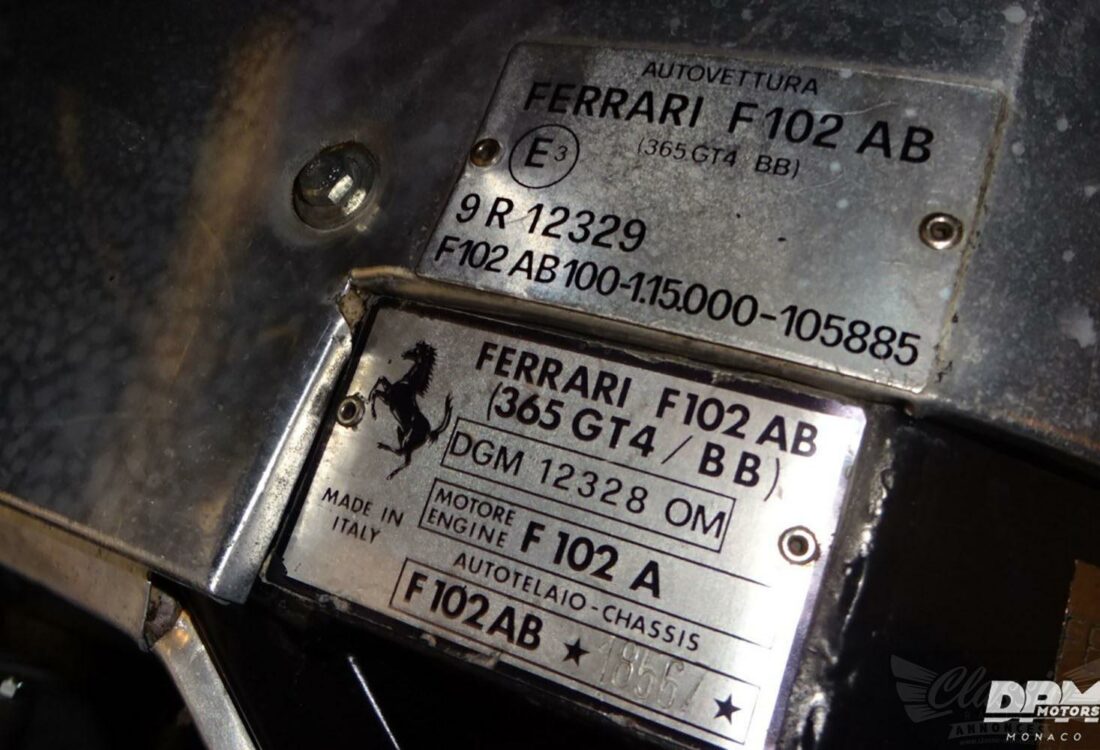 AUTOVETTURA
FERRARI F102 AB
(365 GT4 BB)
E3
9 R 12329
F102 AB 100-1.15.000-105885
FERRARI F102 AB
(365 GT4 / BB)
DGM 12328 OM
MOTORE
ENGINE F 102 A
MADE IN
ITALY
AUTOTELAIO-CHASSIS
F102AB ★ ★
DPM
MOTORS
MONACO